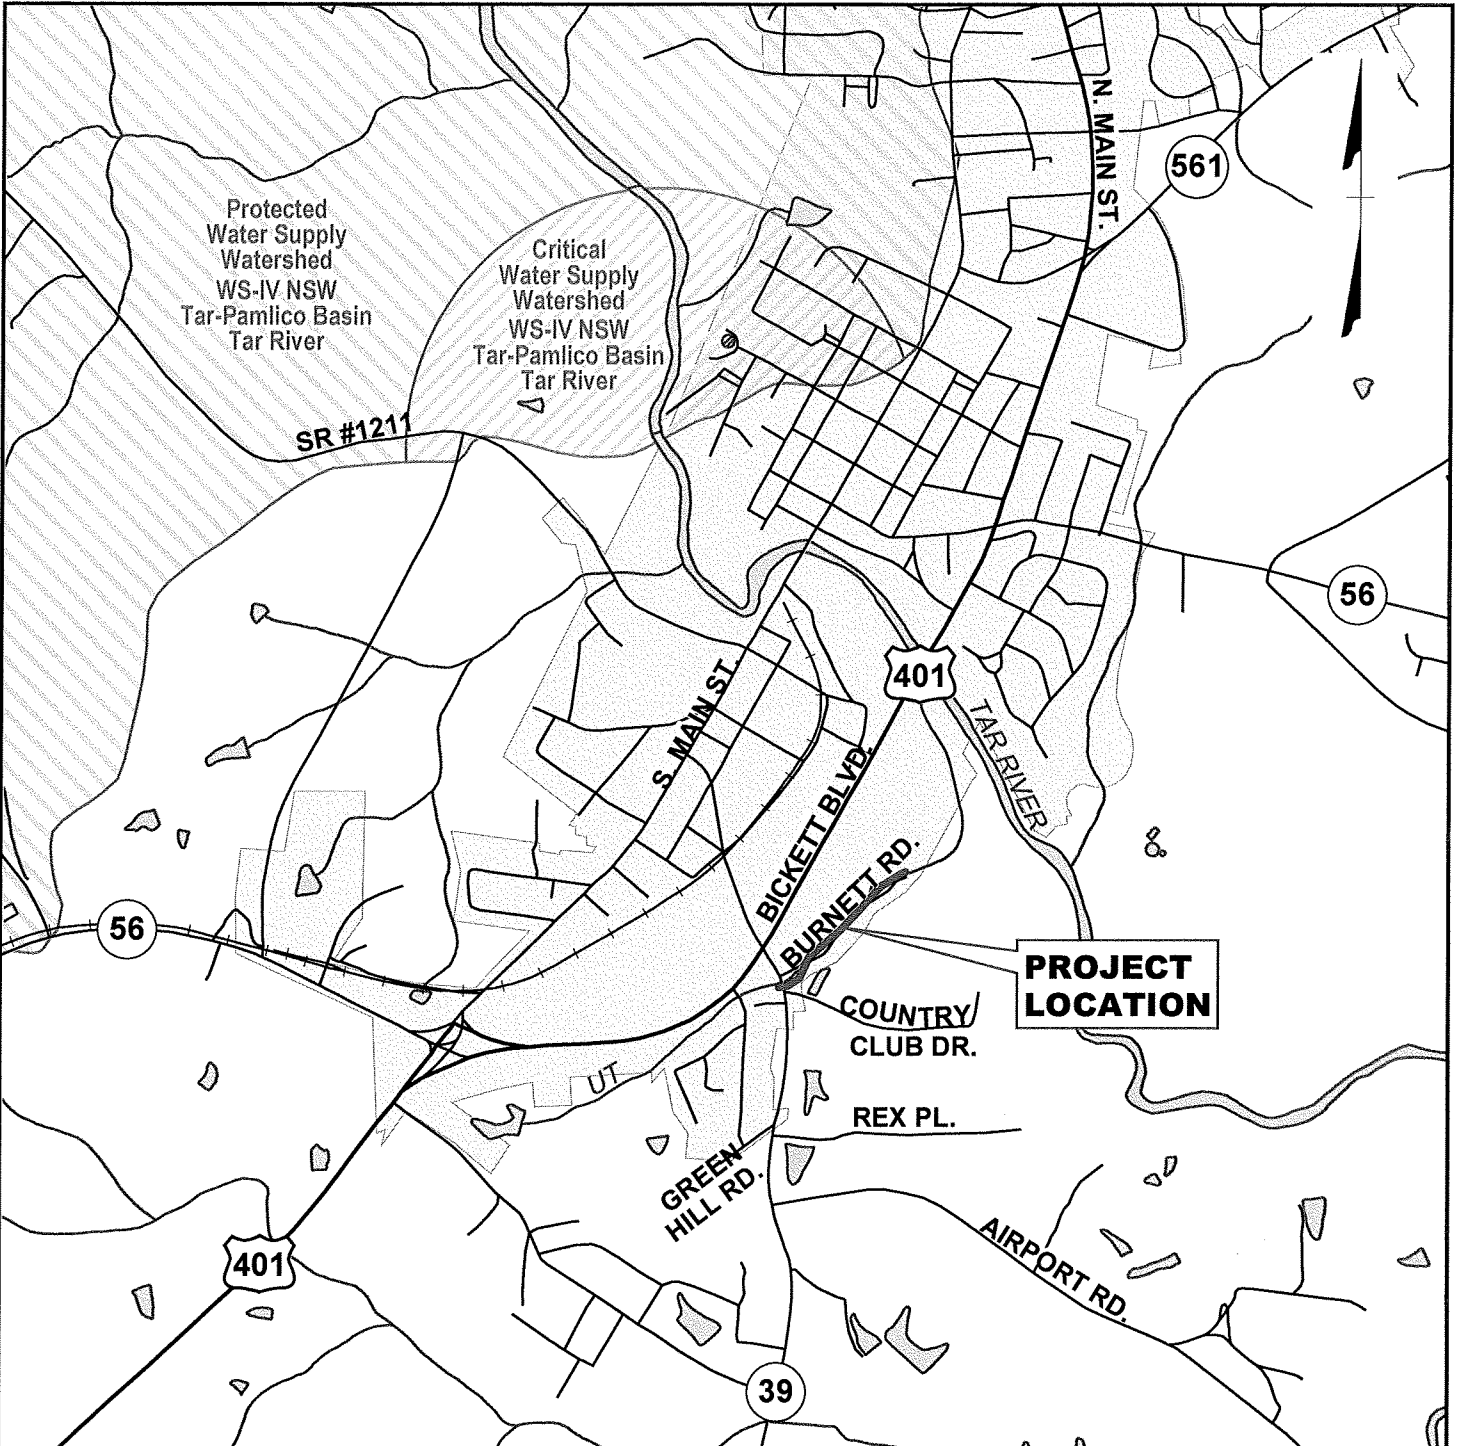 N. MAIN ST.
561
Protected
Water Supply
Watershed
WS-IV NSW
Tar-Pamlico Basin
Tar River
Critical
Water Supply
Watershed
WS-IV NSW
Tar-Pamlico Basin
Tar River
SR #1211
56
401
S. MAIN ST.
TAR RIVER
BICKETT BLVD.
BURNETT RD.
56
PROJECT
LOCATION
COUNTRY
CLUB DR.
UT
REX PL.
GREEN
HILL RD.
AIRPORT RD.
401
39